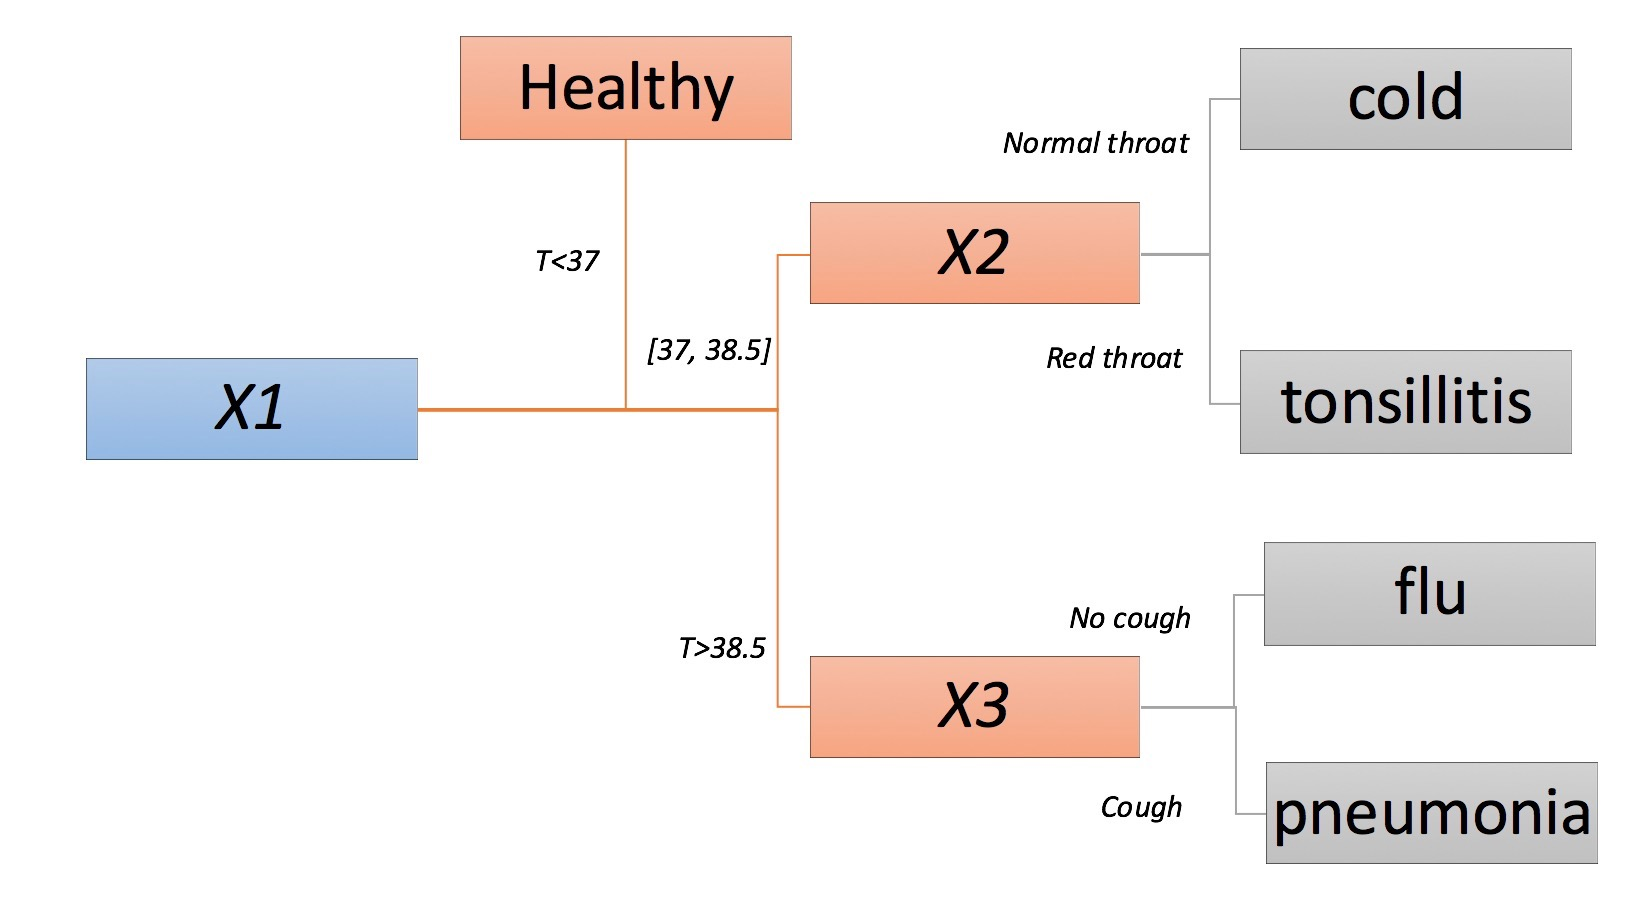 Healthy
cold
Normal throat
X2
T<37
[37, 38.5]
Red throat
X1
tonsillitis
flu
No cough
T>38.5
X3
Cough
pneumonia